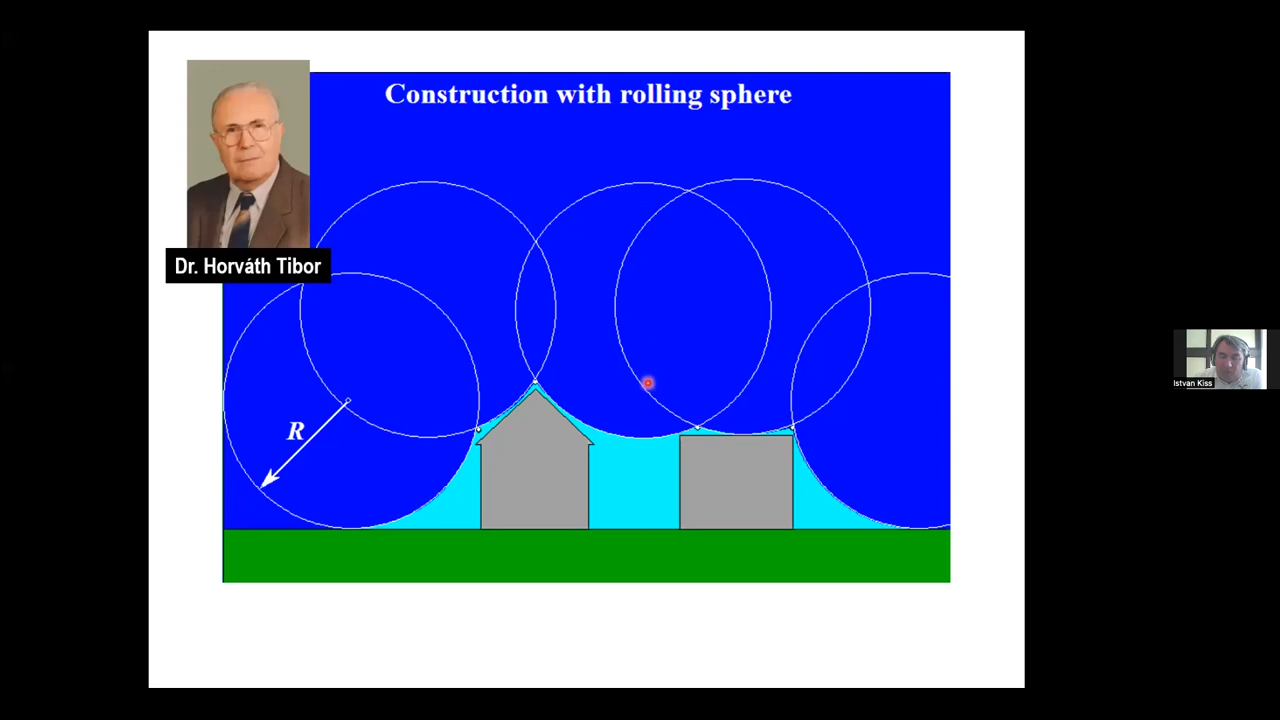 Construction with rolling sphere
Dr. Horváth Tibor
R
Istvan Kiss